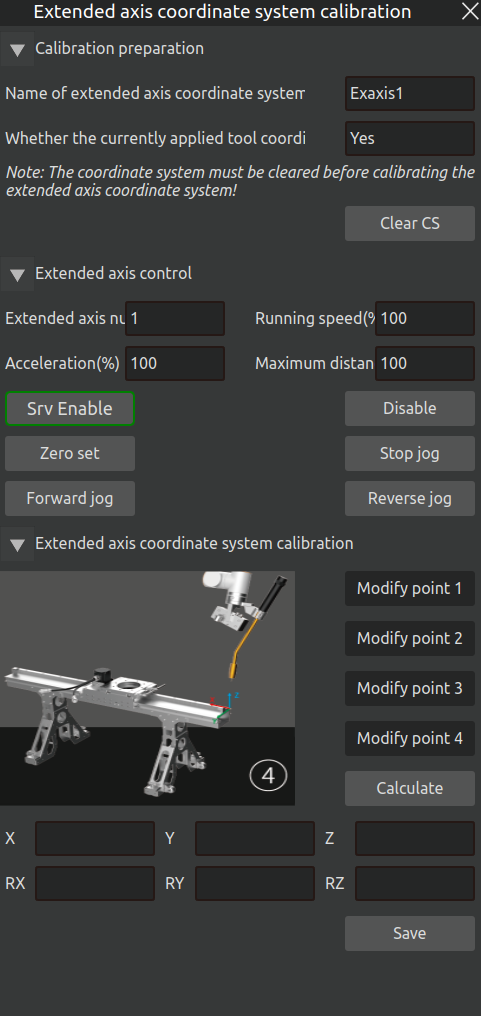 Extended axis coordinate system calibration
Calibration preparation
Name of extended axis coordinate system
Exaxis1
Whether the currently applied tool coordi
Yes
Note: The coordinate system must be cleared before calibrating the
extended axis coordinate system!
Clear CS
Extended axis control
Extended axis nu
1
Running speed(%
100
Acceleration(%)
100
Maximum distan
100
Srv Enable
Disable
Zero set
Stop jog
Forward jog
Reverse jog
Extended axis coordinate system calibration
Modify point 1
Modify point 2
Modify point 3
Modify point 4
z
4
Calculate
X
Y
Z
RX
RY
RZ
Save